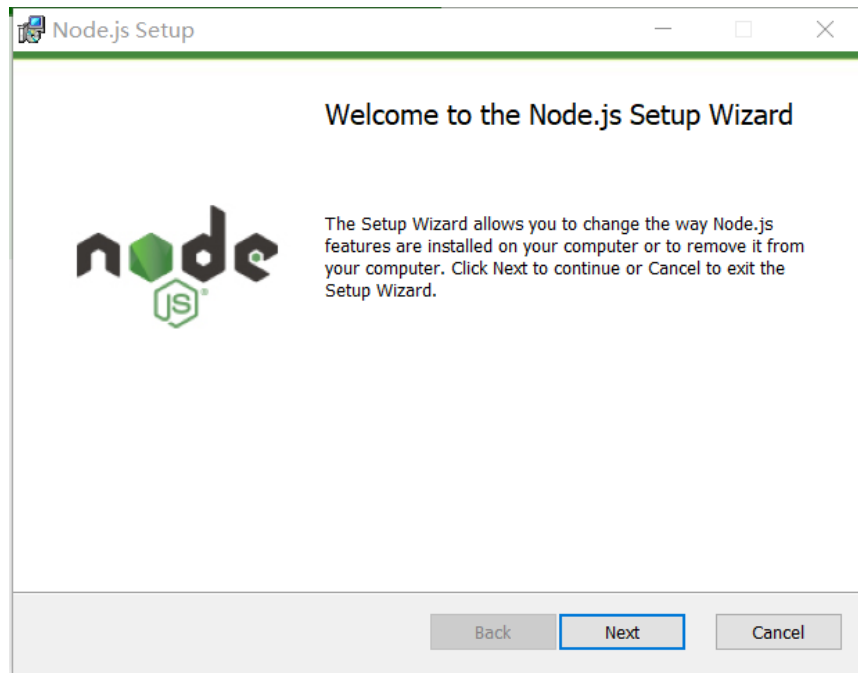 Node.js Setup
Welcome to the Node.js Setup Wizard
The Setup Wizard allows you to change the way Node.js
features are installed on your computer or to remove it from
your computer. Click Next to continue or Cancel to exit the
Setup Wizard.
node
JS®
Back
Next
Cancel